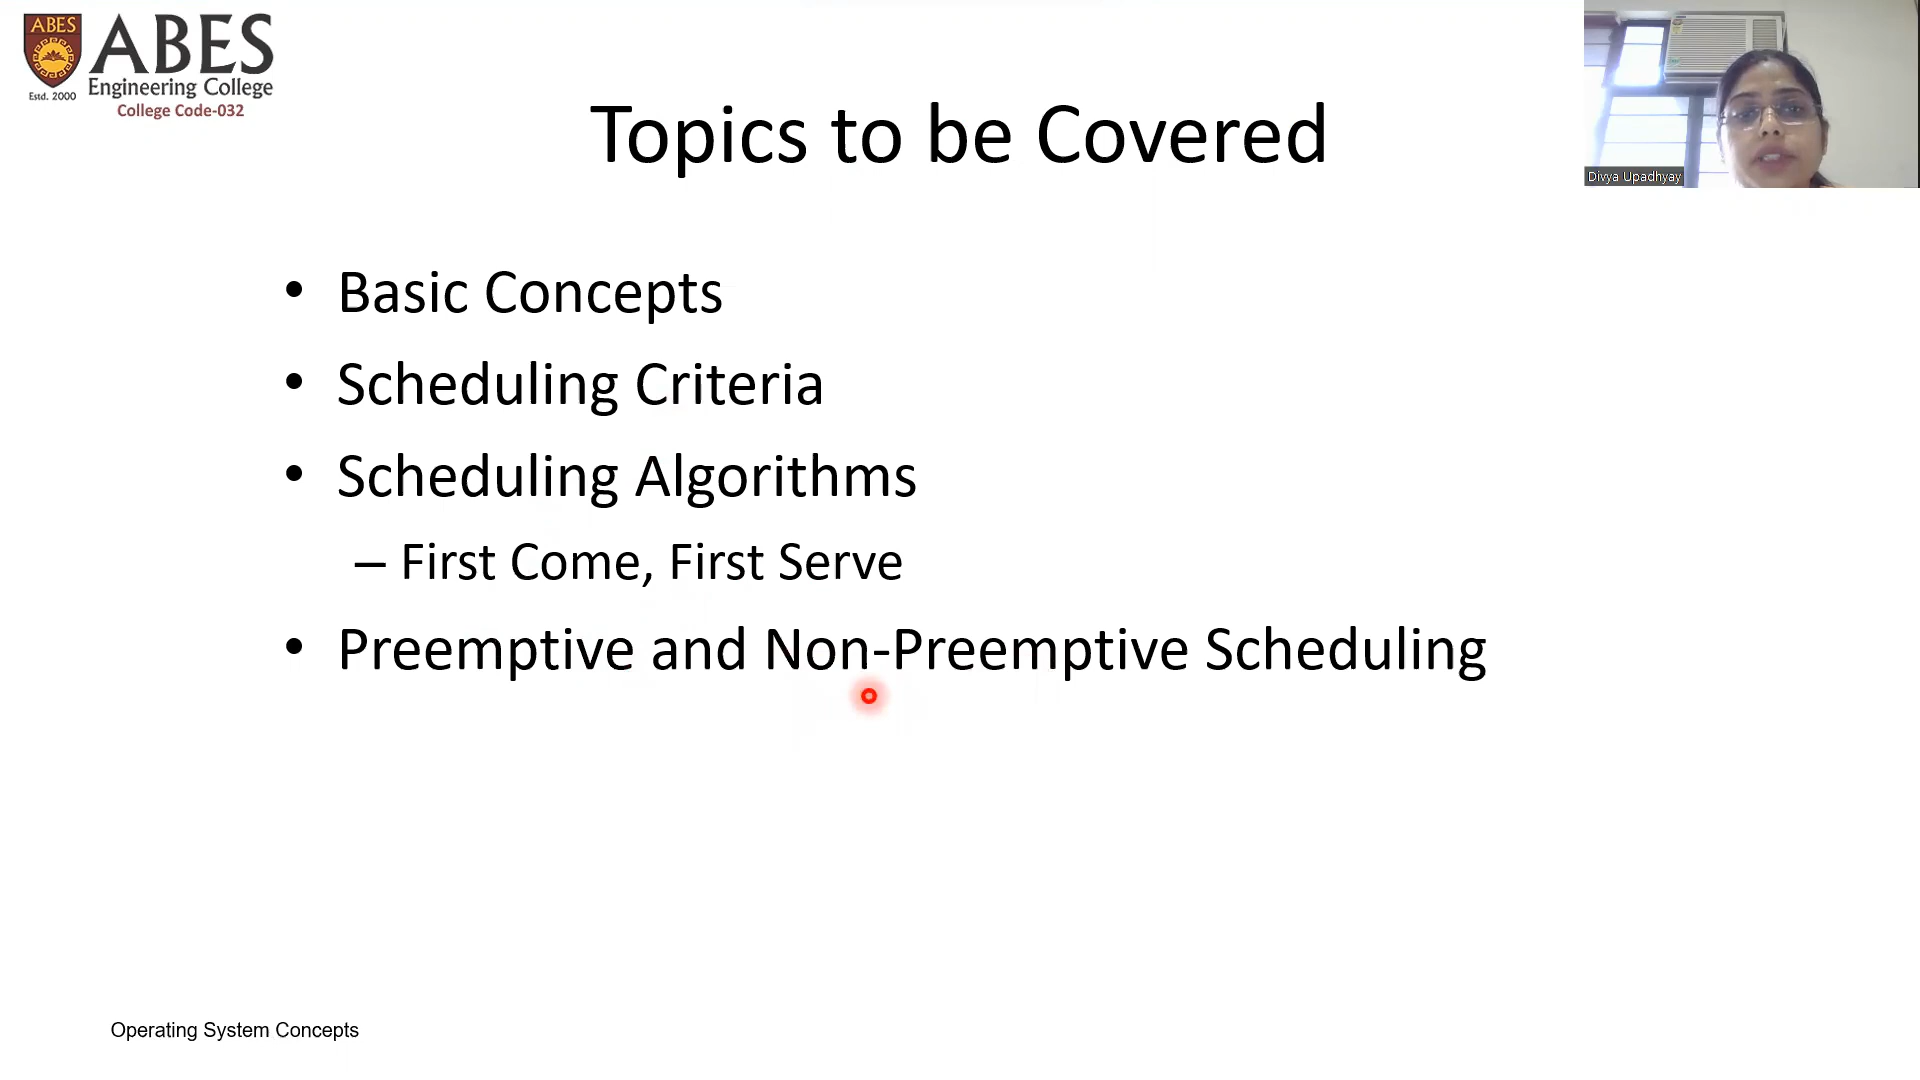 ABES
ABES
Engineering College
Estd. 2000
College Code-032
Topics to be Covered
Divya Upadhyay
• Basic Concepts
• Scheduling Criteria
• Scheduling Algorithms
– First Come, First Serve
• Preemptive and Non-Preemptive Scheduling
Operating System Concepts